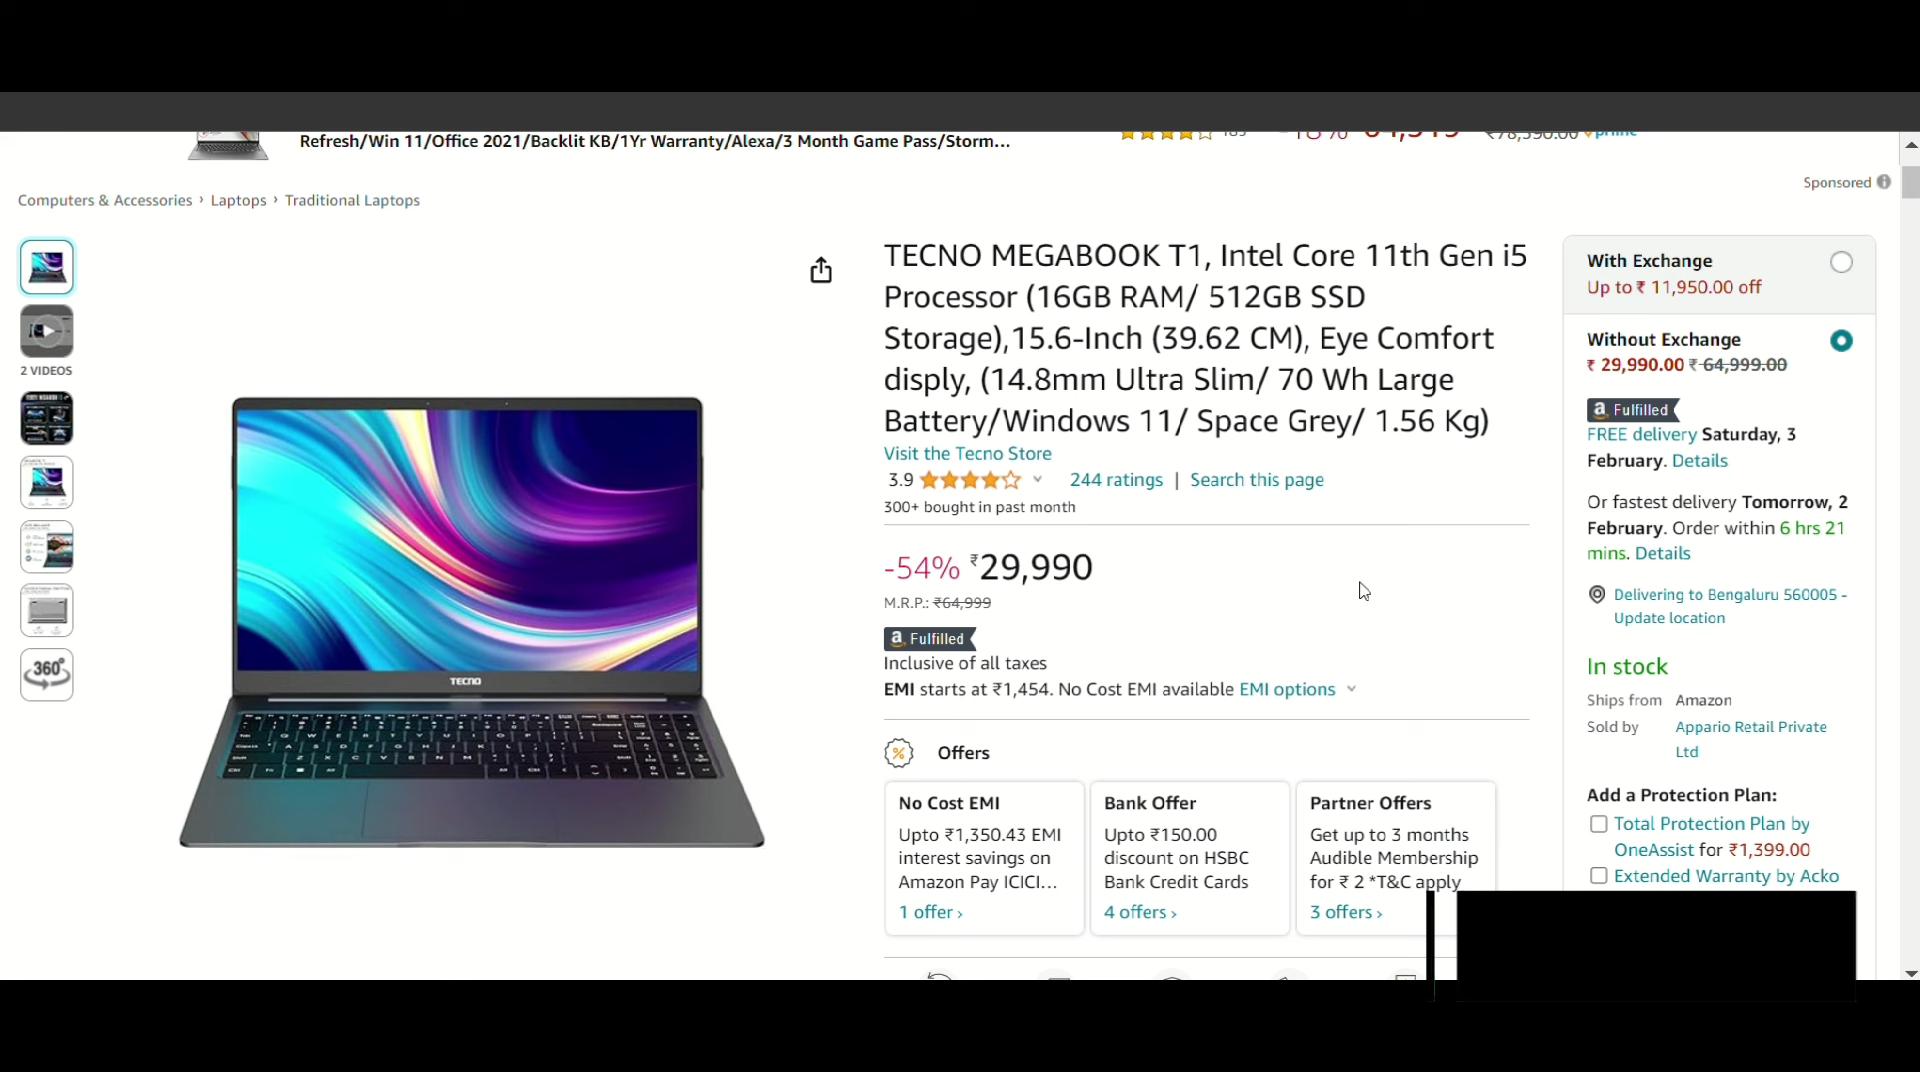 Refresh/Win 11/Office 2021/Backlit KB/1Yr Warranty/Alexa/3 Month Game Pass/Storm...
Sponsored
Computers & Accessories › Laptops › Traditional Laptops
2 VIDEOS
360°
TECNO
TECNO MEGABOOK T1, Intel Core 11th Gen i5
Processor (16GB RAM/ 512GB SSD
Storage),15.6-Inch (39.62 CM), Eye Comfort
disply, (14.8mm Ultra Slim/ 70 Wh Large
Battery/Windows 11/ Space Grey/ 1.56 Kg)
Visit the Tecno Store
3.9 244 ratings | Search this page
300+ bought in past month
-54% ₹29,990
M.R.P.: ₹64,999
a Fulfilled
Inclusive of all taxes
EMI starts at ₹1,454. No Cost EMI available EMI options
% Offers
No Cost EMI
Upto ₹1,350.43 EMI
interest savings on
Amazon Pay ICICI...
1 offer ›
Bank Offer
Upto ₹150.00
discount on HSBC
Bank Credit Cards
4 offers ›
Partner Offers
Get up to 3 months
Audible Membership
for ₹ 2 *T&C apply
3 offers ›
With Exchange
Up to ₹ 11,950.00 off
Without Exchange
₹ 29,990.00 ₹ 64,999.00
a Fulfilled
FREE delivery Saturday, 3
February. Details
Or fastest delivery Tomorrow, 2
February. Order within 6 hrs 21
mins. Details
Delivering to Bengaluru 560005 -
Update location
In stock
Ships from Amazon
Sold by Appario Retail Private
Ltd
Add a Protection Plan:
Total Protection Plan by
OneAssist for ₹1,399.00
Extended Warranty by Acko